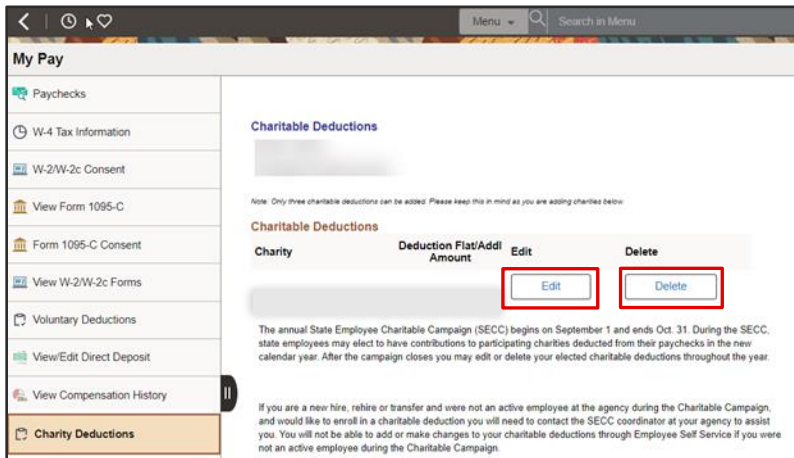 Menu
Search in Menu
My Pay
Paychecks
W-4 Tax Information
W-2/W-2c Consent
View Form 1095-C
Form 1095-C Consent
View W-2/W-2c Forms
Voluntary Deductions
View/Edit Direct Deposit
View Compensation History
Charity Deductions
Charitable Deductions
Note: Only three charitable deductions can be added. Please keep this in mind as you are adding charities below.
Charitable Deductions
Charity Deduction Flat/Addl Edit Delete
Amount
Edit Delete
The annual State Employee Charitable Campaign (SECC) begins on September 1 and ends Oct. 31. During the SECC,
state employees may elect to have contributions to participating charities deducted from their paychecks in the new
calendar year. After the campaign closes you may edit or delete your elected charitable deductions throughout the year.
If you are a new hire, rehire or transfer and were not an active employee at the agency during the Charitable Campaign,
and would like to enroll in a charitable deduction you will need to contact the SECC coordinator at your agency to assist
you. You will not be able to add or make changes to your charitable deductions through Employee Self Service if you were
not an active employee during the Charitable Campaign.